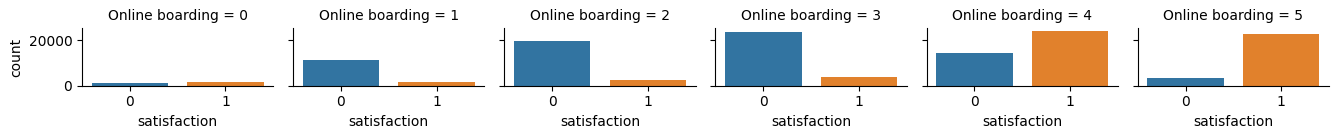 Online boarding = 0 Online boarding = 1 Online boarding = 2 Online boarding = 3 Online boarding = 4 Online boarding = 5
20000
count
0
0 1 0 1 0 1 0 1 0 1 0 1
satisfaction satisfaction satisfaction satisfaction satisfaction satisfaction